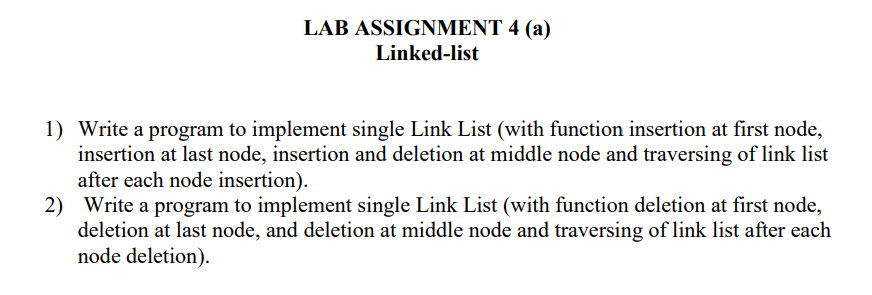 LAB ASSIGNMENT 4 (a)
Linked-list
1) Write a program to implement single Link List (with function insertion at first node,
insertion at last node, insertion and deletion at middle node and traversing of link list
after each node insertion).
2) Write a program to implement single Link List (with function deletion at first node,
deletion at last node, and deletion at middle node and traversing of link list after each
node deletion).